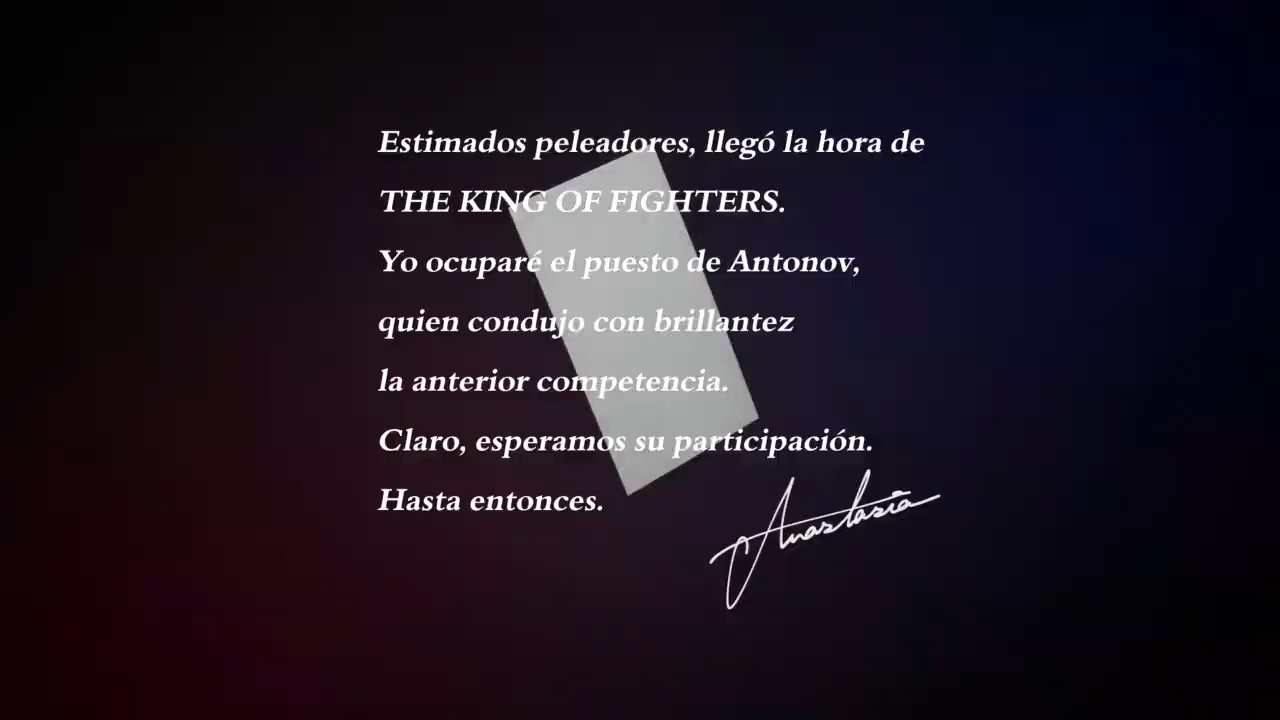 Estimados peleadores, llegó la hora de
THE KING OF FIGHTERS.
Yo ocuparé el puesto de Antonov,
quien condujo con brillantez
la anterior competencia.
Claro, esperamos su participación.
Hasta entonces.
Anastasia